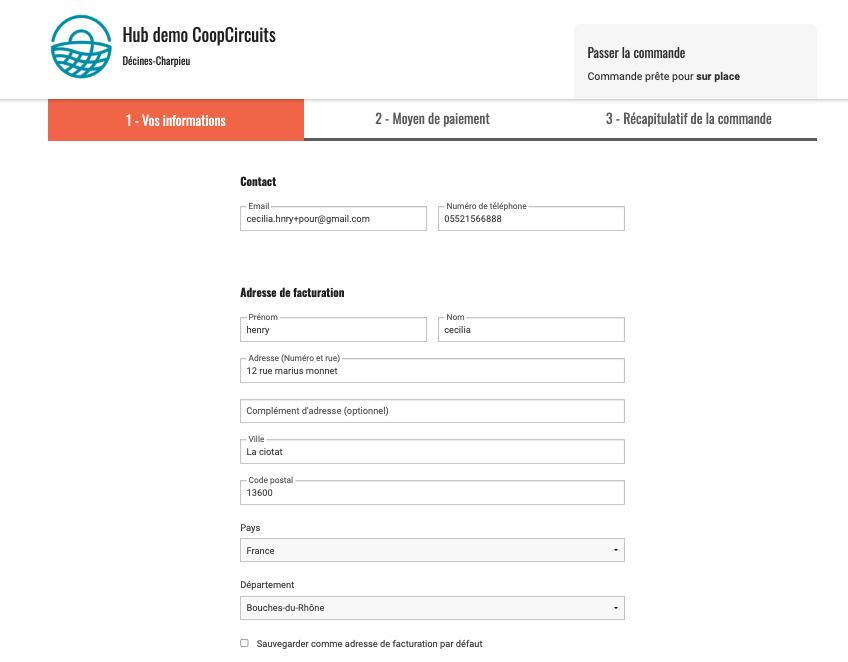 Hub demo CoopCircuits
Décines-Charpieu
Passer la commande
Commande prête pour sur place
1 - Vos informations
2 - Moyen de paiement
3 - Récapitulatif de la commande
Contact
Email
cecilia.hnry+pour@gmail.com
Numéro de téléphone
05521566888
Adresse de facturation
Prénom
henry
Nom
cecilia
Adresse (Numéro et rue)
12 rue marius monnet
Complément d'adresse (optionnel)
Ville
La ciotat
Code postal
13600
Pays
France
Département
Bouches-du-Rhône
Sauvegarder comme adresse de facturation par défaut